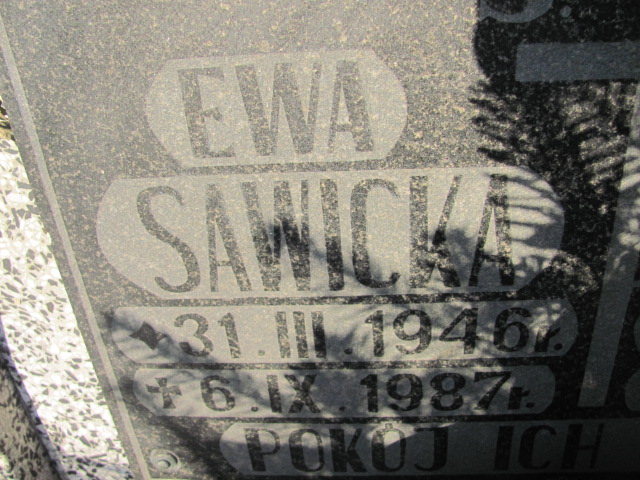 EWA
SAWICKA
31.III.1946r.
✝ 6.IX.1987r.
POKÓJ ICH